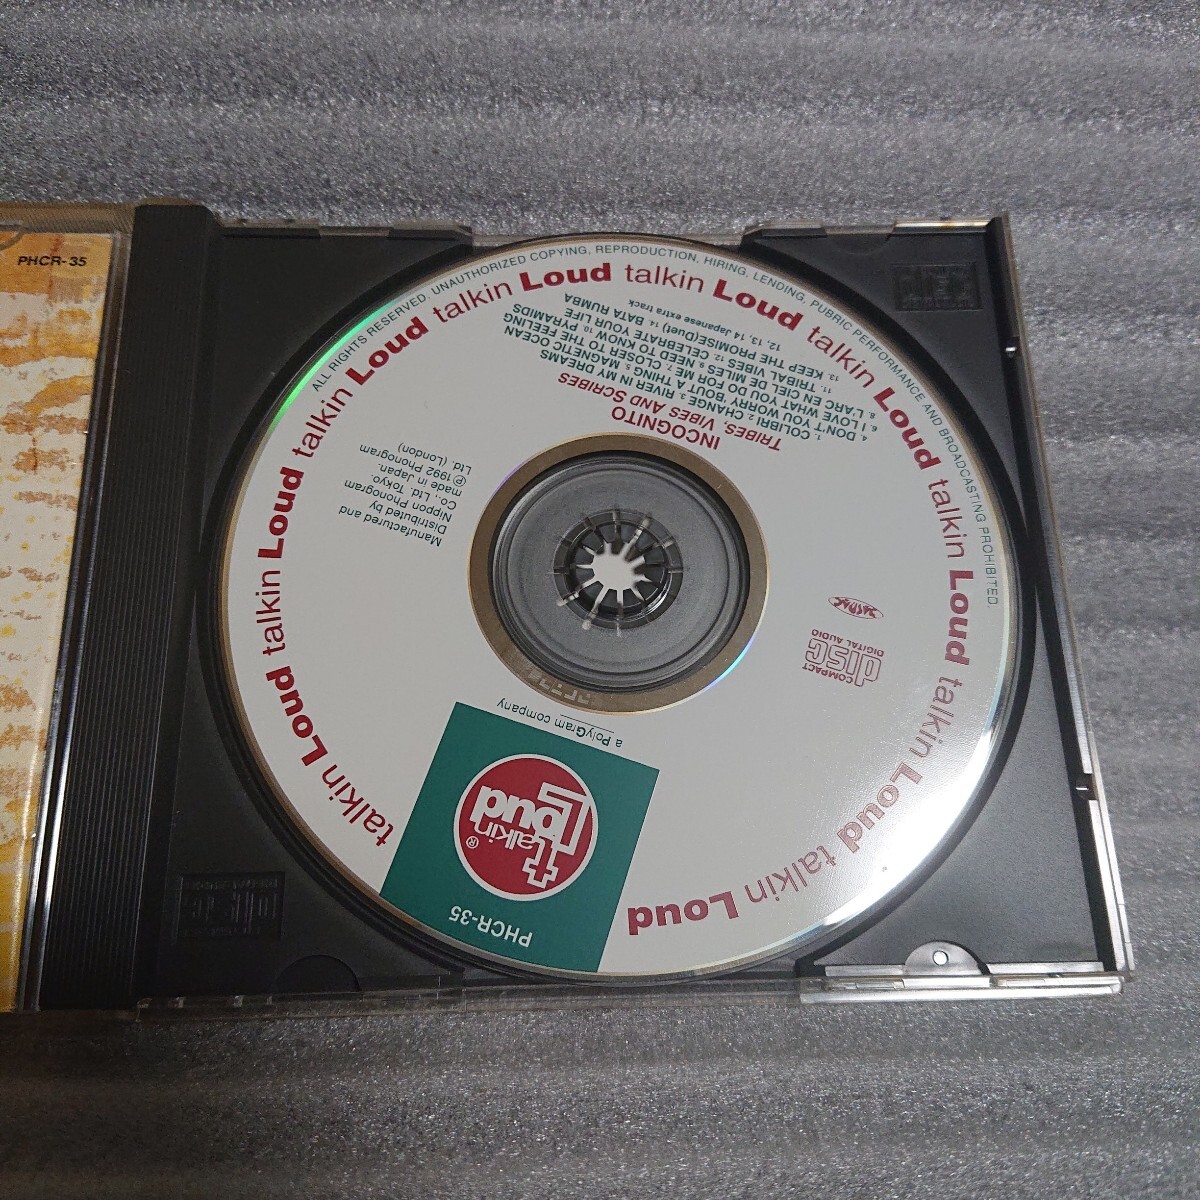 PHCR-35
ALL RIGHTS RESERVED. UNAUTHORIZED COPYING, REPRODUCTION, HIRING, LENDING, PUBRIC PERFORMANCE AND BROADCASTING PROHIBITED.
talkin Loud talkin Loud talkin Loud talkin Loud talkin Loud talkin Loud talkin Loud talkin Loud talkin Loud
INCOGNITO
TRIBES, VIBES AND SCRIBES
1. COLIBRI 2. CHANGE 3. RIVER IN MY DREAMS
4. DON'T YOU WORRY 'BOUT A THING 5. MAGNETIC OCEAN
6. I LOVE WHAT YOU DO FOR ME 7. CLOSER TO THE FEELING
8. L'ARC EN CIEL DE MILES 9. NEED TO KNOW 10. PYRAMIDS
11. TRIBAL VIBES 12. CELEBRATE YOUR LIFE
13. KEEP THE PROMISE(Duet) 14. BATA RUMBA
12, 13, 14 Japanese extra track
Manufactured and
Distributed by
Nippon Phonogram
Co., Ltd. Tokyo.
made in Japan.
Ⓟ 1992 Phonogram
Ltd. (London)
JASRAC
COMPACT
disc
DIGITAL AUDIO
a PolyGram company
talkin
Loud
®
PHCR-35